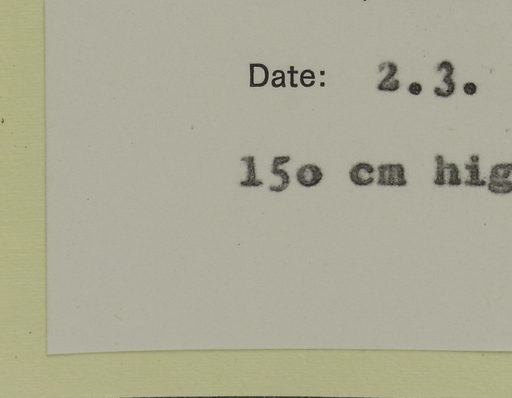 Date: 2.3.
15o cm hig